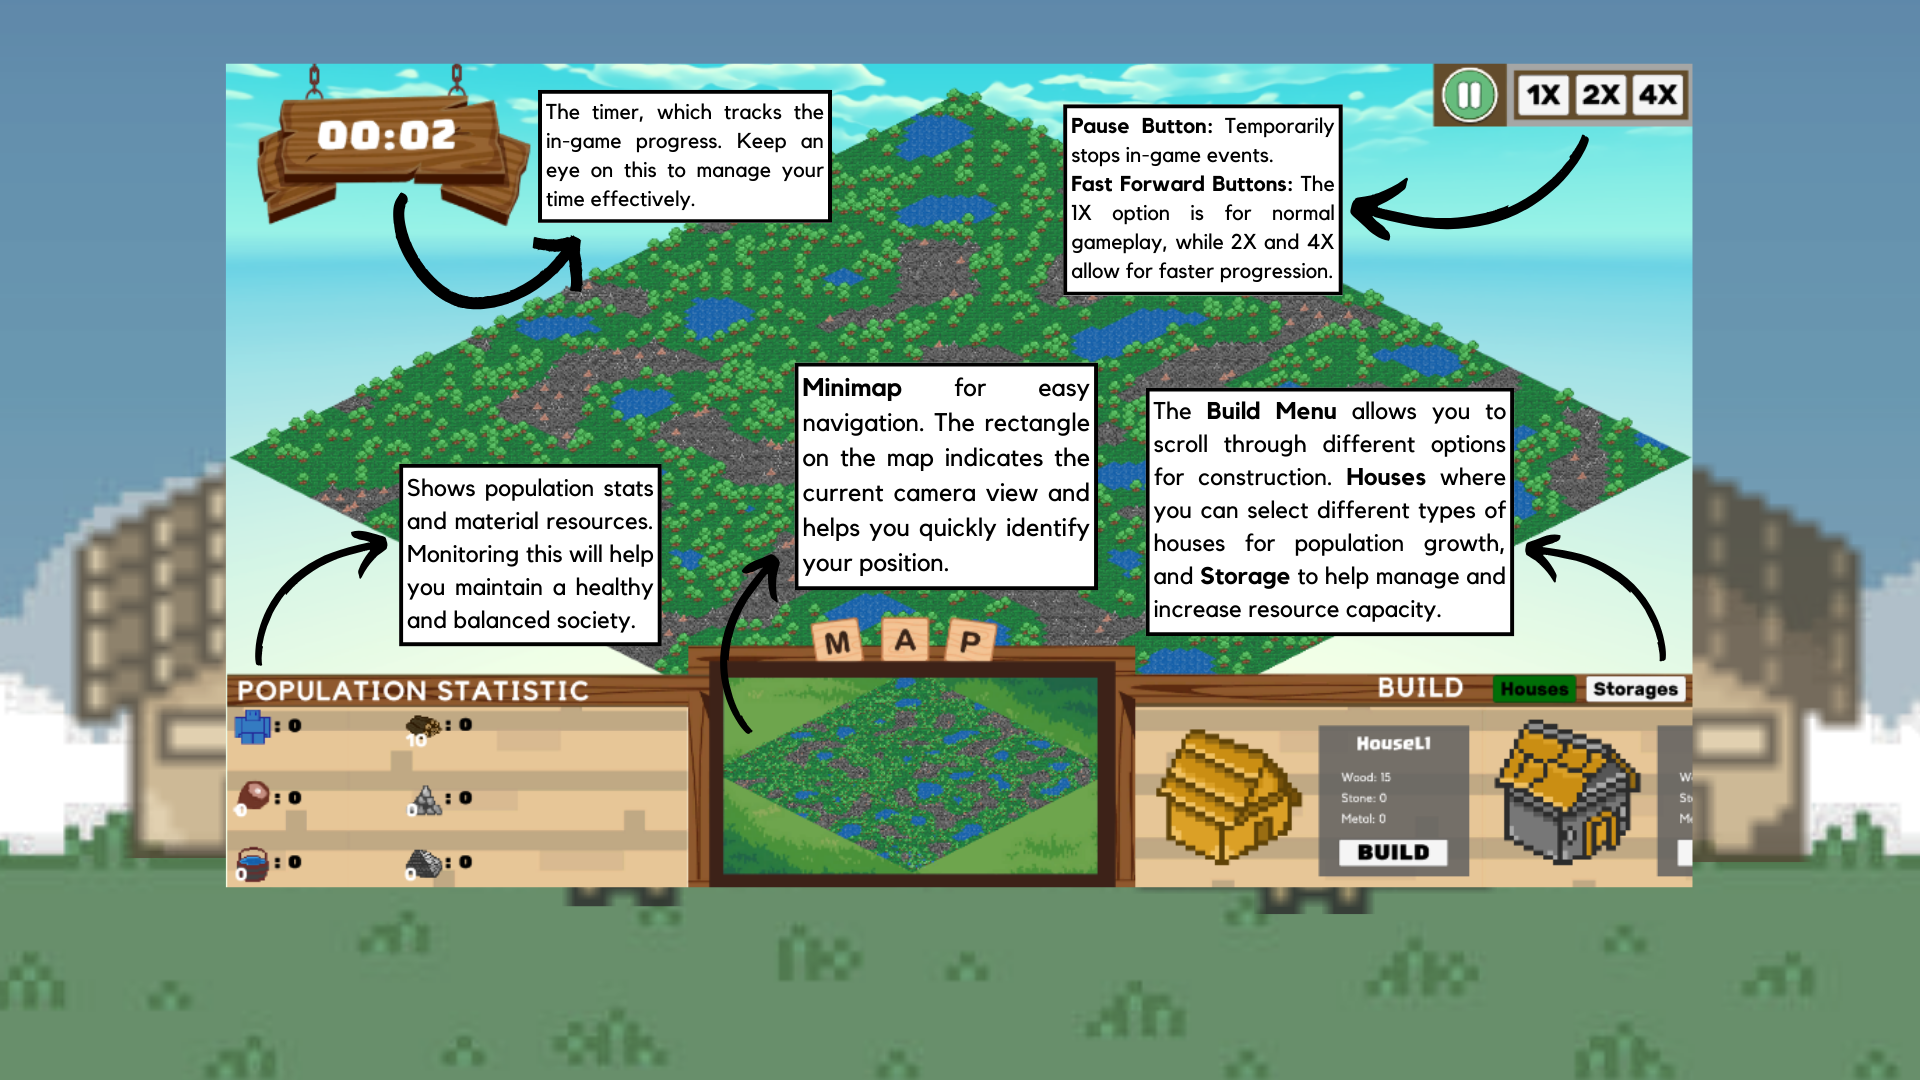 00:02
The timer, which tracks the
in-game progress. Keep an
eye on this to manage your
time effectively.
Pause Button: Temporarily
stops in-game events.
Fast Forward Buttons: The
1X option is for normal
gameplay, while 2X and 4X
allow for faster progression.
1X 2X 4X
Shows population stats
and material resources.
Monitoring this will help
you maintain a healthy
and balanced society.
Minimap for easy
navigation. The rectangle
on the map indicates the
current camera view and
helps you quickly identify
your position.
The Build Menu allows you to
scroll through different options
for construction. Houses where
you can select different types of
houses for population growth,
and Storage to help manage and
increase resource capacity.
POPULATION STATISTIC
: 0 10 : 0
0 : 0 0 : 0
0 : 0 0 : 0
MAP
BUILD Houses Storages
HouseL1
Wood: 15
Stone: 0
Metal: 0
BUILD